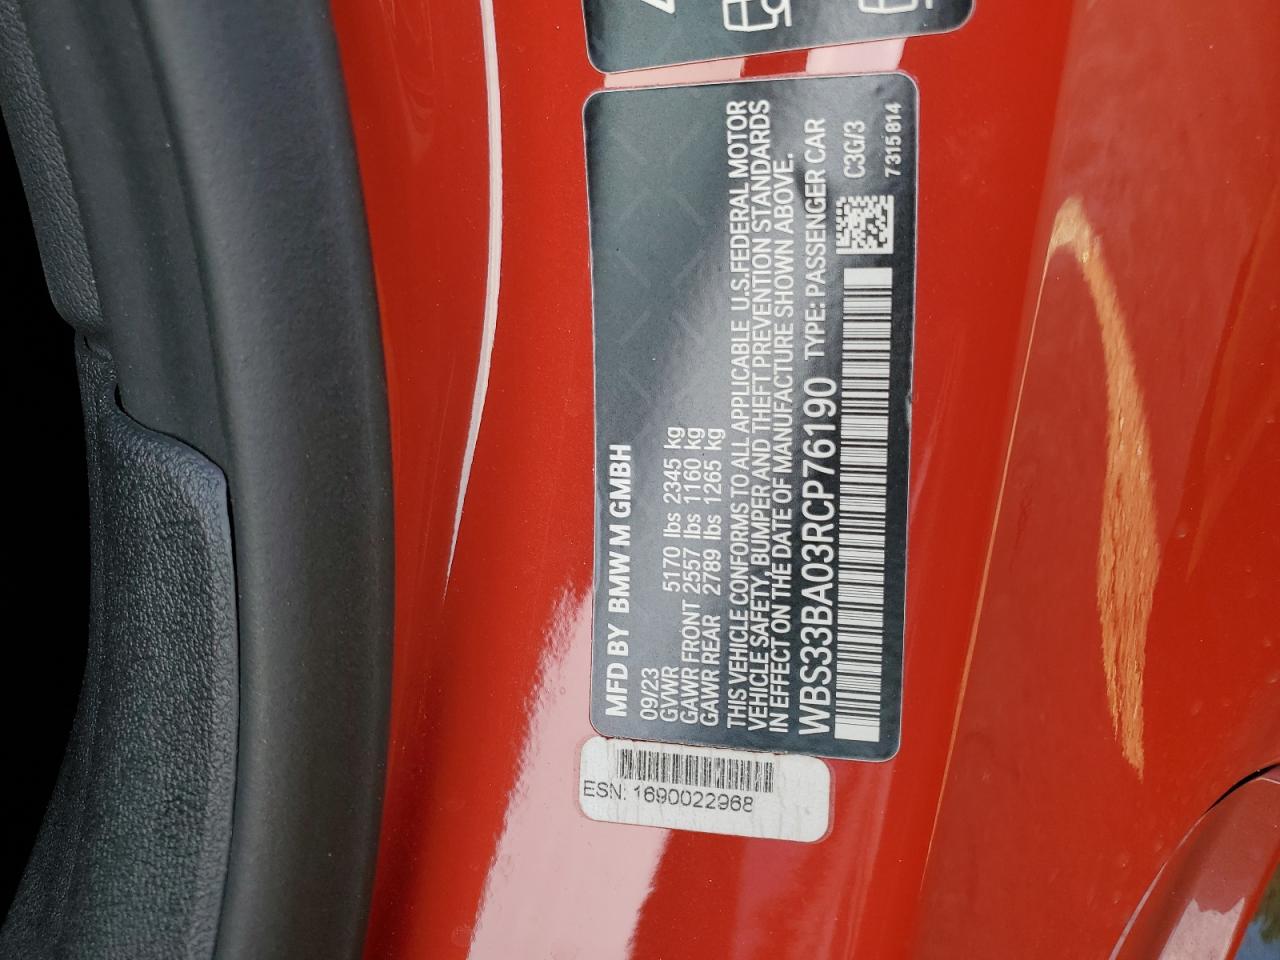 MFD BY BMW M GMBH
09/23
GVWR 5170 lbs 2345 kg
GAWR FRONT 2557 lbs 1160 kg
GAWR REAR 2789 lbs 1265 kg
THIS VEHICLE CONFORMS TO ALL APPLICABLE U.S.FEDERAL MOTOR
VEHICLE SAFETY, BUMPER AND THEFT PREVENTION STANDARDS
IN EFFECT ON THE DATE OF MANUFACTURE SHOWN ABOVE.
WBS33BA03RCP76190 TYPE: PASSENGER CAR
C3G/3
7315814
ESN: 1690022968